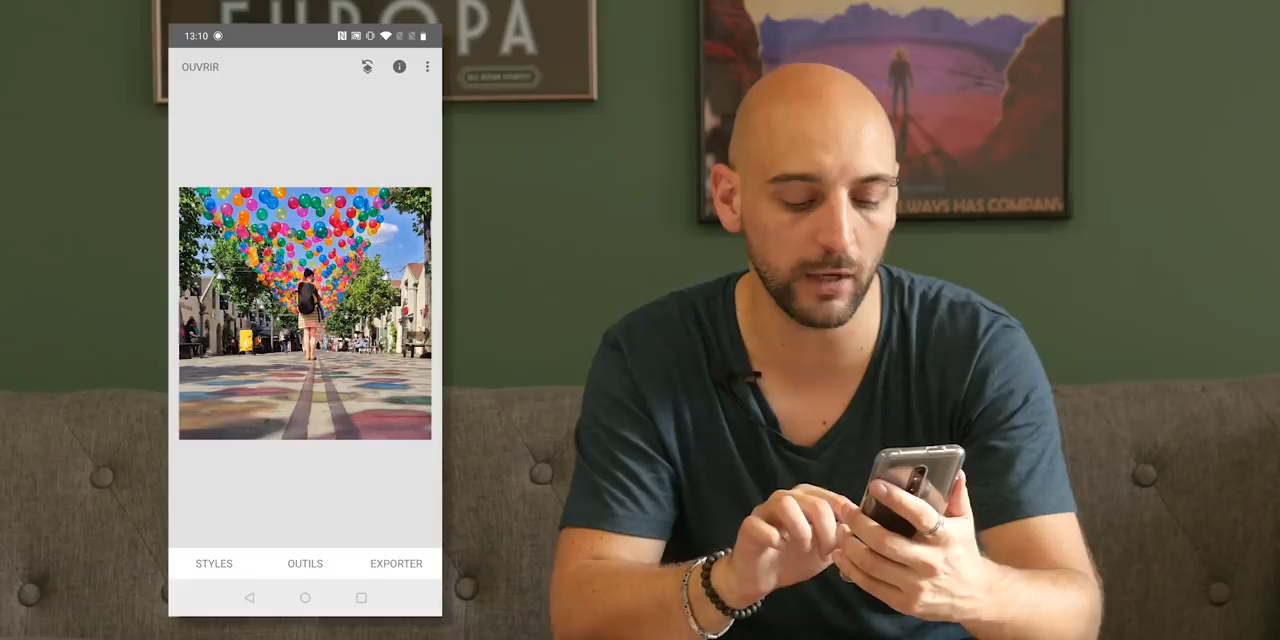 EUROPA
13:10
OUVRIR
ALWAYS HAS COMPANY
STYLES
OUTILS
EXPORTER